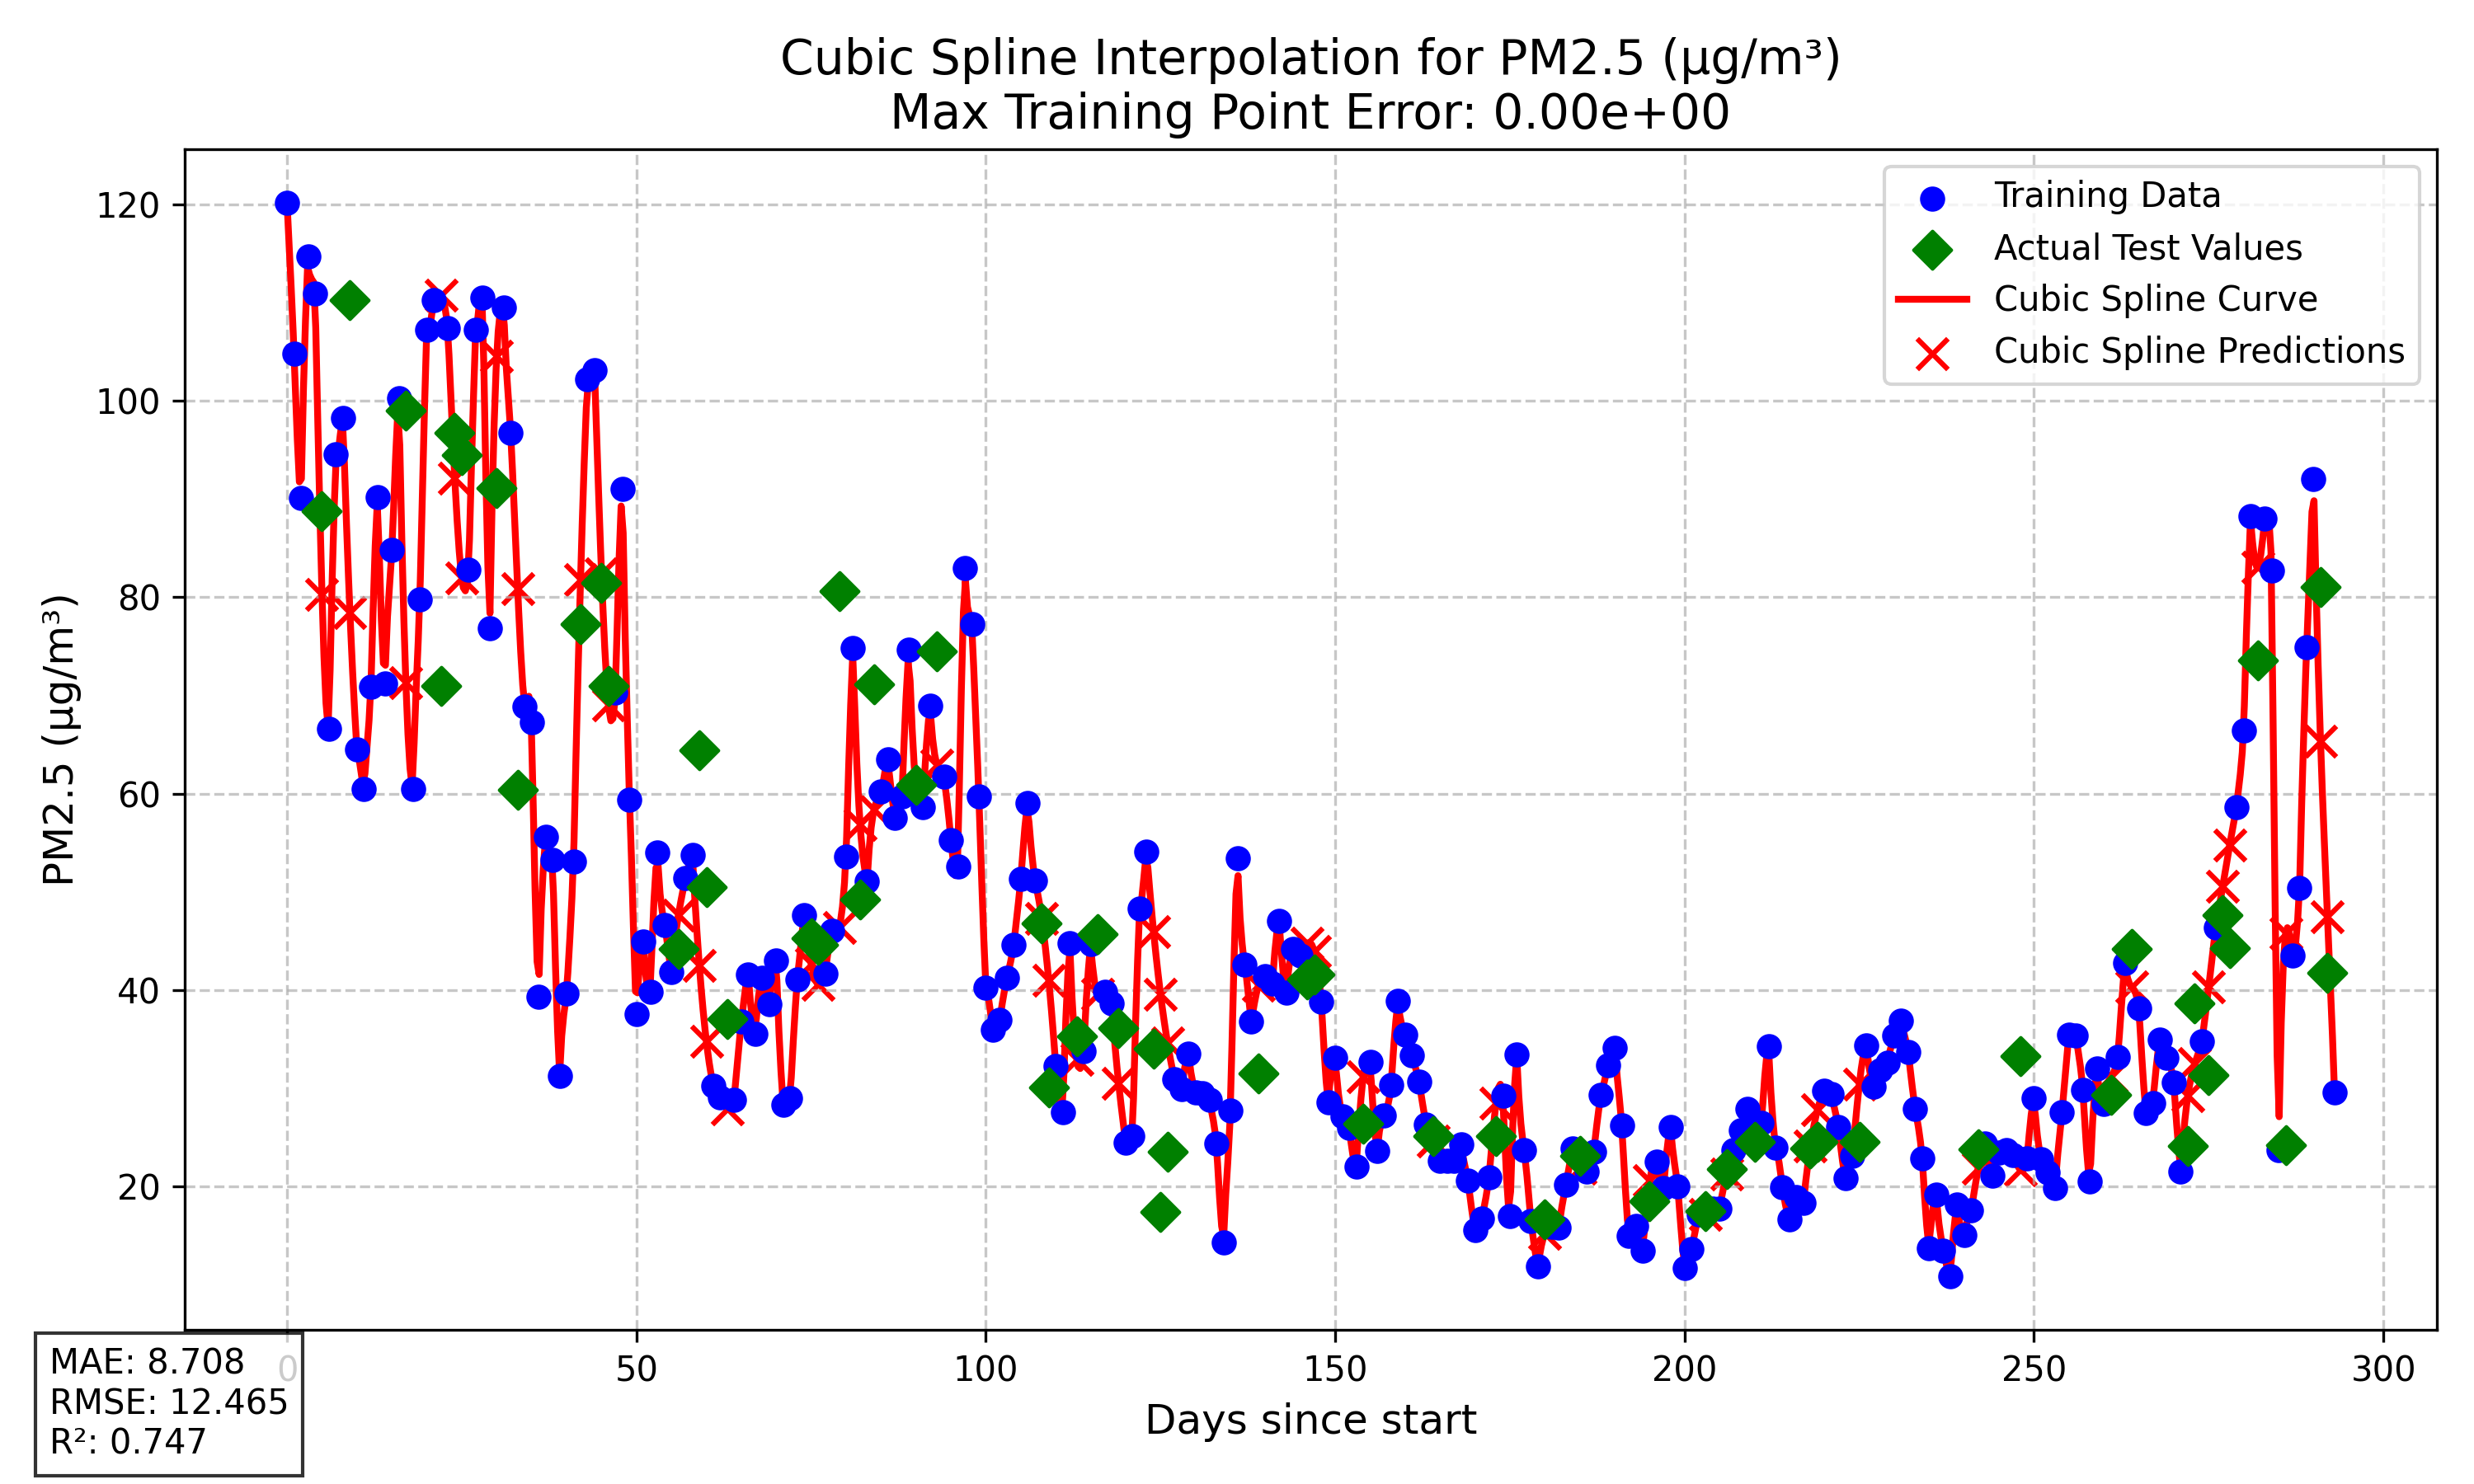 Cubic Spline Interpolation for PM2.5 (μg/m³)
Max Training Point Error: 0.00e+00
Training Data
Actual Test Values
Cubic Spline Curve
Cubic Spline Predictions
120
100
80
60
40
20
PM2.5 (μg/m³)
0
50
100
150
200
250
300
Days since start
MAE: 8.708
RMSE: 12.465
R²: 0.747